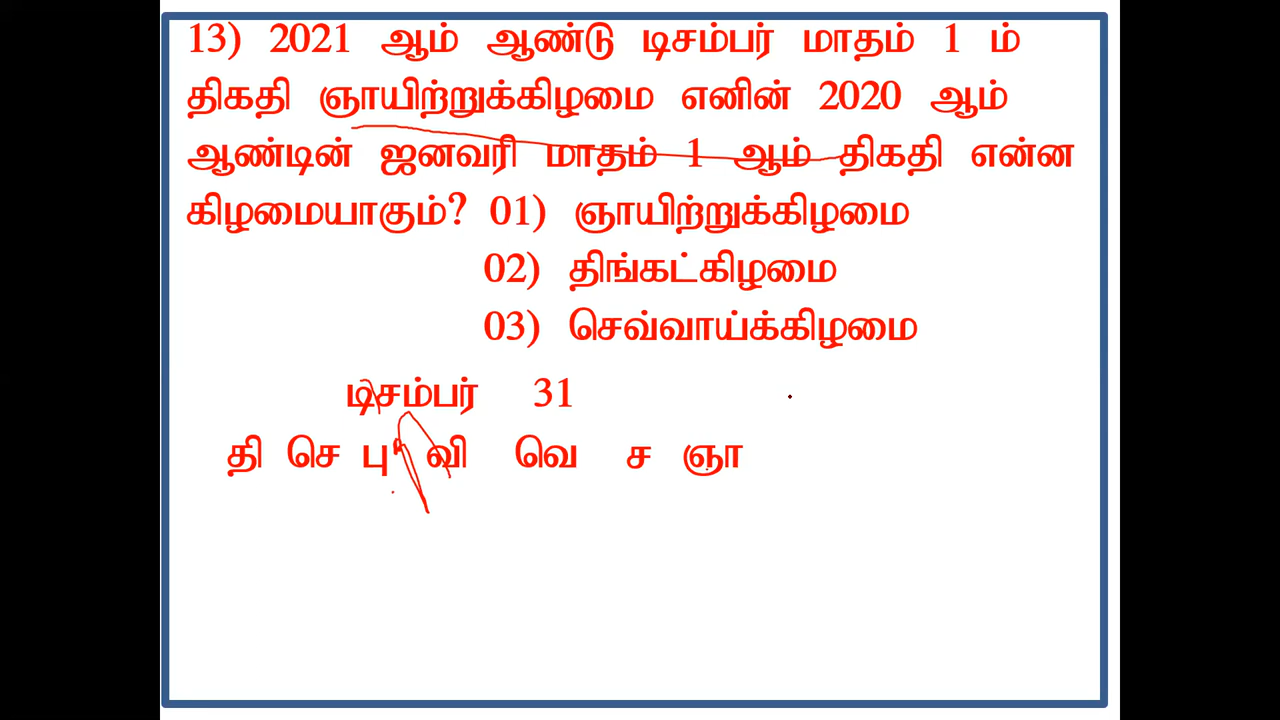 13) 2021 ஆம் ஆண்டு டிசம்பர் மாதம் 1 ம்
திகதி ஞாயிற்றுக்கிழமை எனின் 2020 ஆம்
ஆண்டின் ஜனவரி மாதம் 1 ஆம் திகதி என்ன
கிழமையாகும்? 01) ஞாயிற்றுக்கிழமை
02) திங்கட்கிழமை
03) செவ்வாய்க்கிழமை
டிசம்பர் 31
தி செ பு வி வெ ச ஞா